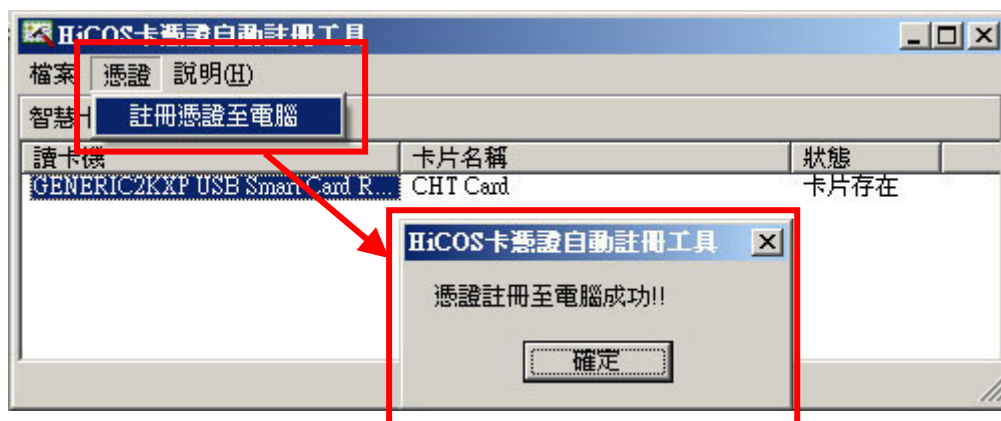 HiCOS卡憑證自動註冊工具
檔案 憑證 說明(H)
智慧
註冊憑證至電腦
讀卡機 卡片名稱 狀態
GENERIC2KXP USB Smart Card R... CHT Card 卡片存在
HiCOS卡憑證自動註冊工具
憑證註冊至電腦成功!!
確定